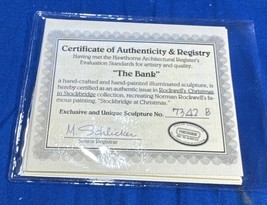 Certificate of Authenticity & Registry
Having met the Hawthorne Architectural Register's
Evaluation Standards for artistry and quality,
"The Bank"
a hand-crafted and hand-painted illuminated sculpture, is
hereby certified as an authentic issue in Rockwell's Christmas
in Stockbridge collection, recreating Norman Rockwell's fa-
mous painting, "Stockbridge at Christmas."
Exclusive and Unique Sculpture No. 7347 B
M. Schlicker
Senior Registrar